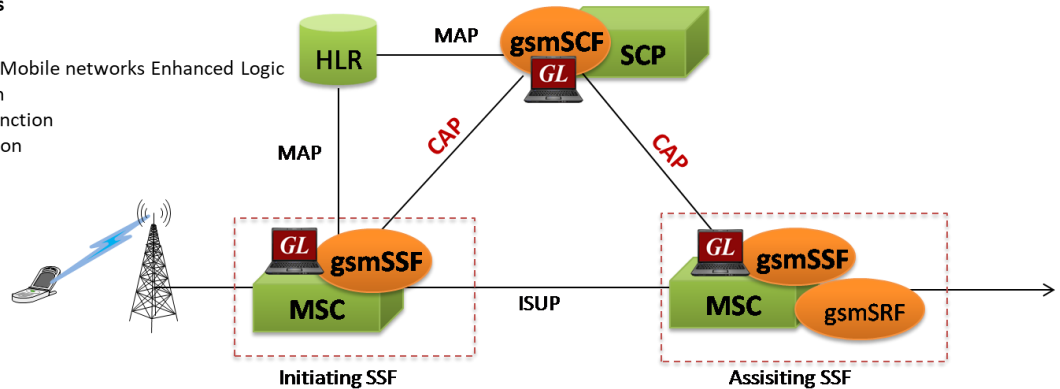 s
MAP
gsmSCF
SCP
HLR
GL
Mobile networks Enhanced Logic
n
nction
on
CAP
CAP
MAP
GL
gsmSSF
MSC
ISUP
GL
gsmSSF
MSC
gsmSRF
Initiating SSF
Assisiting SSF